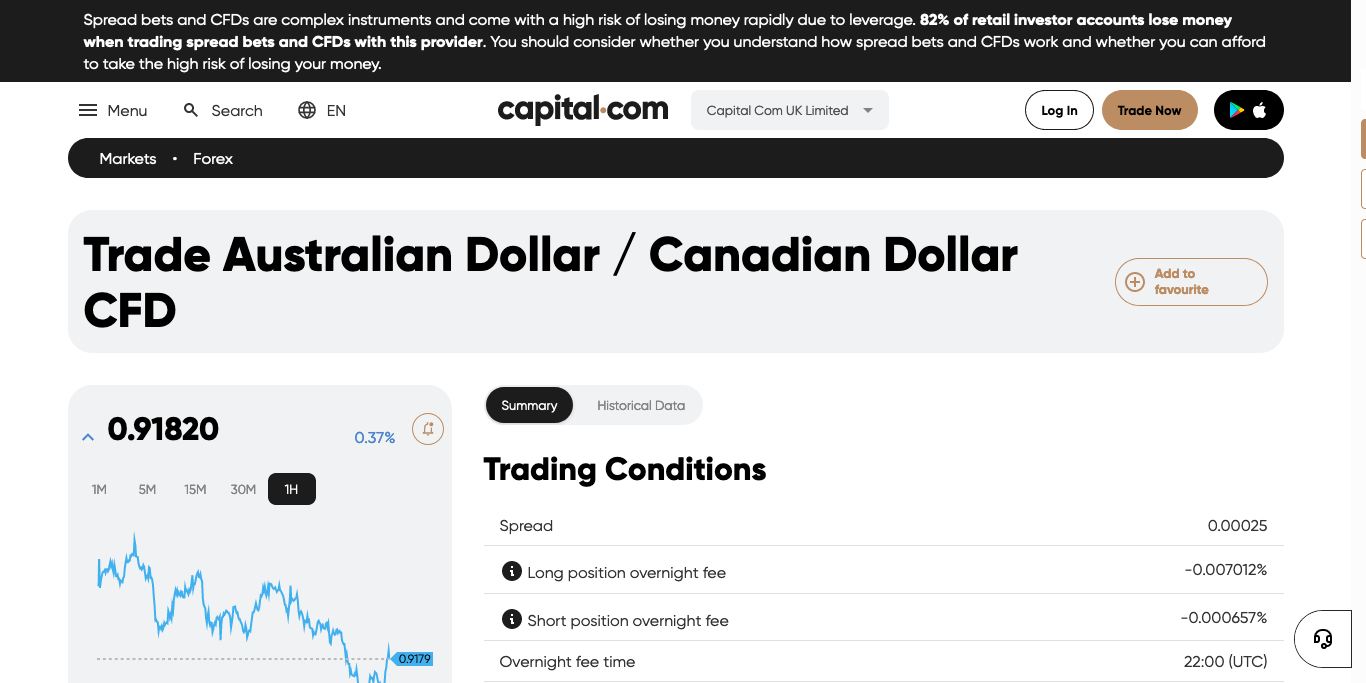 Spread bets and CFDs are complex instruments and come with a high risk of losing money rapidly due to leverage. 82% of retail investor accounts lose money
when trading spread bets and CFDs with this provider. You should consider whether you understand how spread bets and CFDs work and whether you can afford
to take the high risk of losing your money.
Menu
Search
EN
capital.com
Capital Com UK Limited
Log In
Trade Now
Markets • Forex
Trade Australian Dollar / Canadian Dollar
CFD
Add to
favourite
0.91820
0.37%
1M 5M 15M 30M 1H
0.9179
Summary
Historical Data
Trading Conditions
Spread 0.00025
Long position overnight fee -0.007012%
Short position overnight fee -0.000657%
Overnight fee time 22:00 (UTC)